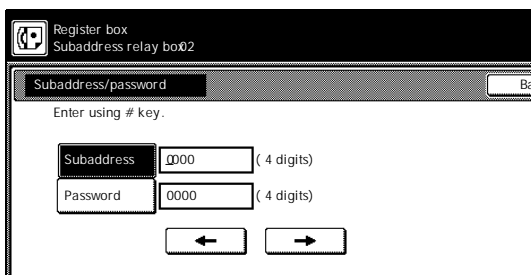 Register box
Subaddress relay box02
Subaddress/password
Ba
Enter using # key.
Subaddress 0000 ( 4 digits)
Password 0000 ( 4 digits)